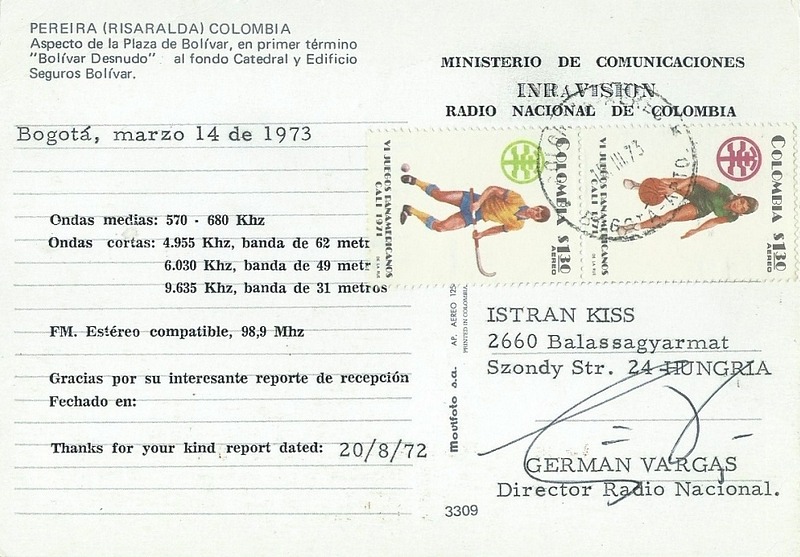 PEREIRA (RISARALDA) COLOMBIA
Aspecto de la Plaza de Bolívar, en primer término
"Bolívar Desnudo" al fondo Catedral y Edificio
Seguros Bolívar.
MINISTERIO DE COMUNICACIONES
INRAVISION
RADIO NACIONAL DE COLOMBIA
Bogotá, marzo 14 de 1973
VI JUEGOS PANAMERICANOS
CALI 1971
COLOMBIA $1.30
AEREO
VI JUEGOS PANAMERICANOS
CALI 1971
COLOMBIA $1.30
AEREO
III.73
Ondas medias: 570 - 680 Khz
Ondas cortas: 4.955 Khz, banda de 62 metr
6.030 Khz, banda de 49 metr
9.635 Khz, banda de 31 metros
FM. Estéreo compatible, 98,9 Mhz
Gracias por su interesante reporte de recepción
Fechado en:
Thanks for your kind report dated: 20/8/72
Movifoto s.a. AP. AEREO
PRINTED IN COLOMBIA
ISTRAN KISS
2660 Balassagyarmat
Szondy Str. 24 HUNGRIA
GERMAN VARGAS
Director Radio Nacional.
3309